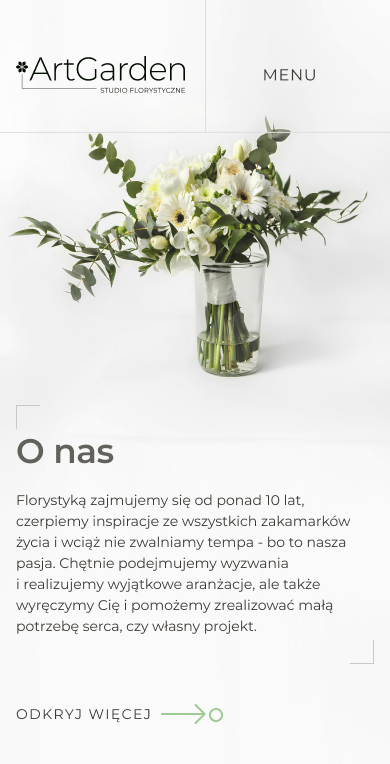 ArtGarden
STUDIO FLORYSTYCZNE
MENU
O nas
Florystyką zajmujemy się od ponad 10 lat,
czerpiemy inspiracje ze wszystkich zakamarków
życia i wciąż nie zwalniamy tempa - bo to nasza
pasja. Chętnie podejmujemy wyzwania
i realizujemy wyjątkowe aranżacje, ale także
wyręczymy Cię i pomożemy zrealizować małą
potrzebę serca, czy własny projekt.
ODKRYJ WIĘCEJ